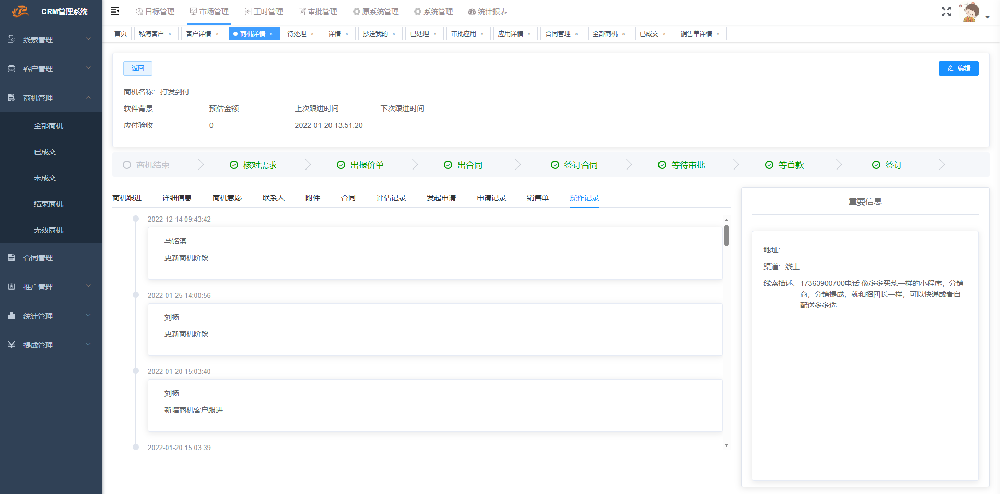 CRM管理系统
目标管理 市场管理 工时管理 审批管理 原系统管理 系统管理 统计报表
首页 私海客户 × 客户详情 × 商机详情 × 待处理 × 详情 × 抄送我的 × 已处理 × 审批应用 × 应用详情 × 合同管理 × 全部商机 × 已成交 × 销售单详情 ×
线索管理
客户管理
商机管理
全部商机
已成交
未成交
结束商机
无效商机
合同管理
推广管理
统计管理
提成管理
返回
编辑
商机名称: 打发到付
软件背景: 预估金额: 上次跟进时间: 下次跟进时间:
应付验收 0 2022-01-20 13:51:20
商机结束 核对需求 出报价单 出合同 签订合同 等待审批 等首款 签订
商机跟进 详细信息 商机意愿 联系人 附件 合同 评估记录 发起申请 申请记录 销售单 操作记录
2022-12-14 09:43:42
马铭淇
更新商机阶段
2022-01-25 14:00:56
刘杨
更新商机阶段
2022-01-20 15:03:40
刘杨
新增商机客户跟进
2022-01-20 15:03:39
重要信息
地址:
渠道: 线上
线索描述: 17363900700电话 像多多买菜一样的小程序，分销
商，分销提成，就和招团长一样，可以快递或者自
配送多多选